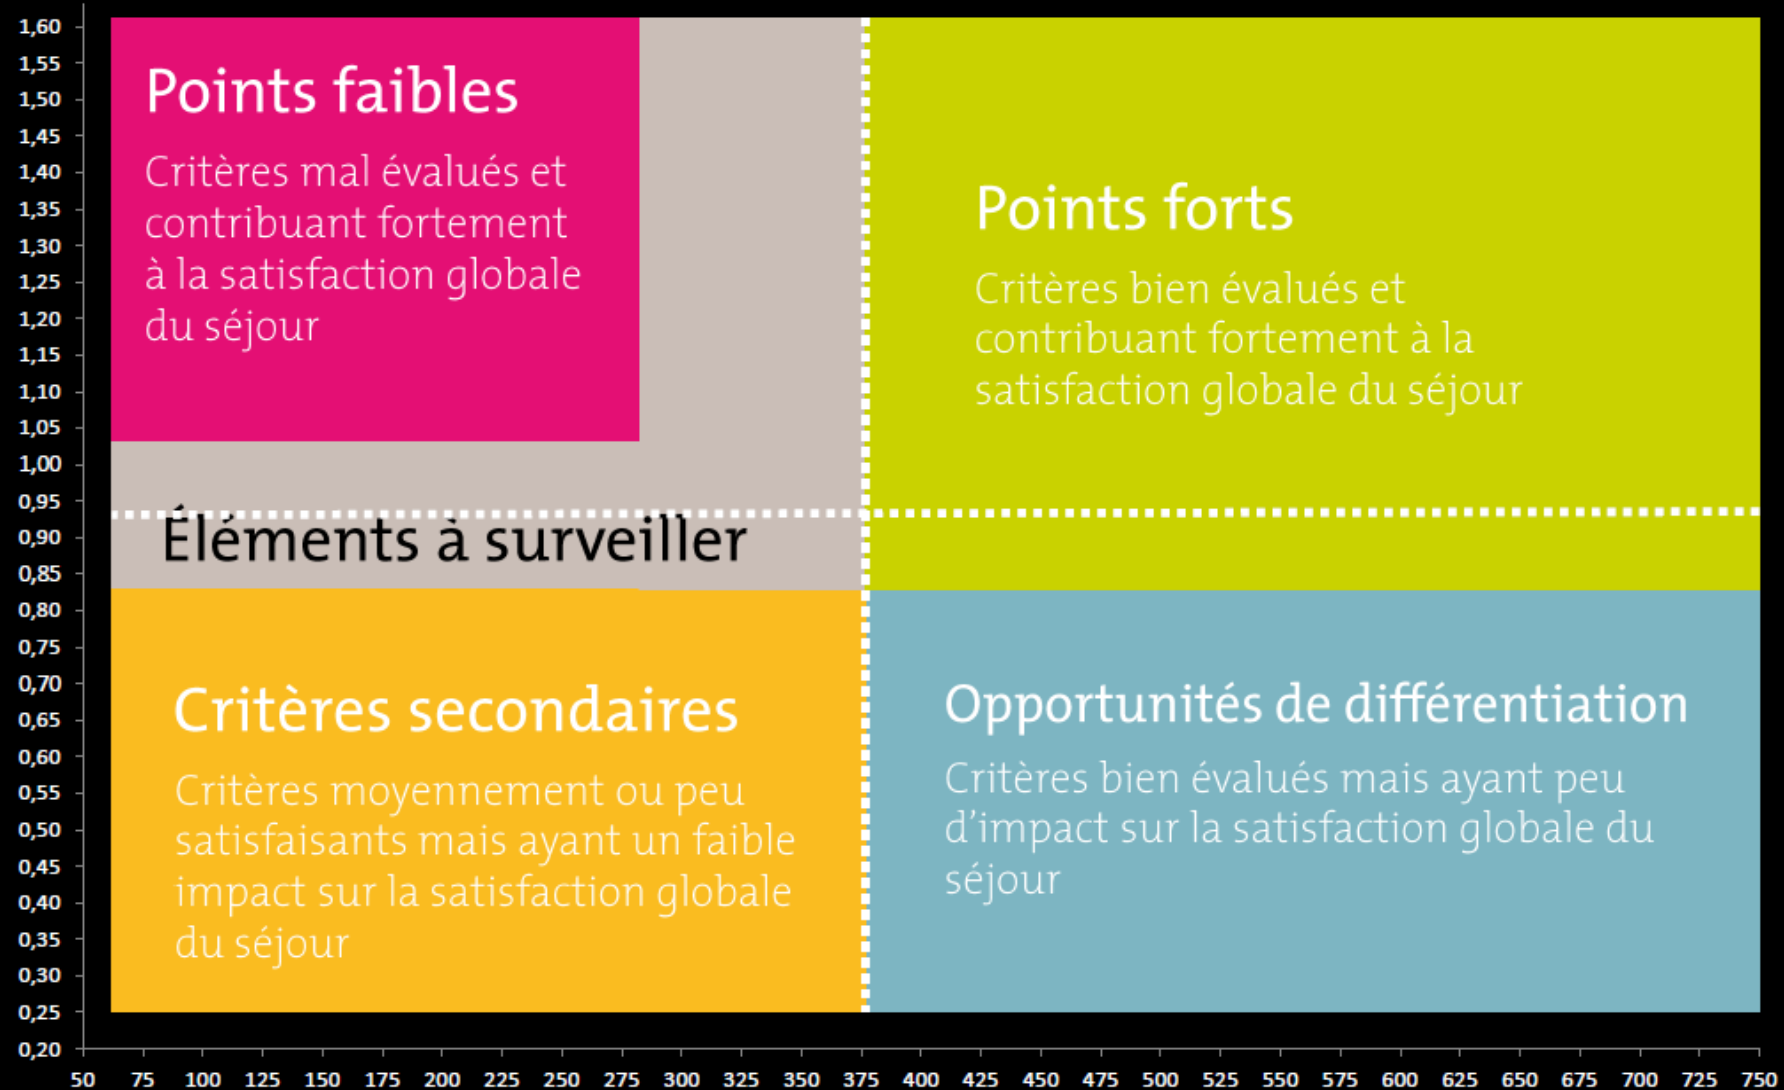 1,60
1,55
1,50
1,45
1,40
1,35
1,30
1,25
1,20
1,15
1,10
1,05
1,00
0,95
0,90
0,85
0,80
0,75
0,70
0,65
0,60
0,55
0,50
0,45
0,40
0,35
0,30
0,25
0,20
Points faibles
Critères mal évalués et
contribuant fortement
à la satisfaction globale
du séjour
Points forts
Critères bien évalués et
contribuant fortement à la
satisfaction globale du séjour
Éléments à surveiller
Critères secondaires
Critères moyennement ou peu
satisfaisants mais ayant un faible
impact sur la satisfaction globale
du séjour
Opportunités de différentiation
Critères bien évalués mais ayant peu
d'impact sur la satisfaction globale du
séjour
50 75 100 125 150 175 200 225 250 275 300 325 350 375 400 425 450 475 500 525 550 575 600 625 650 675 700 725 750